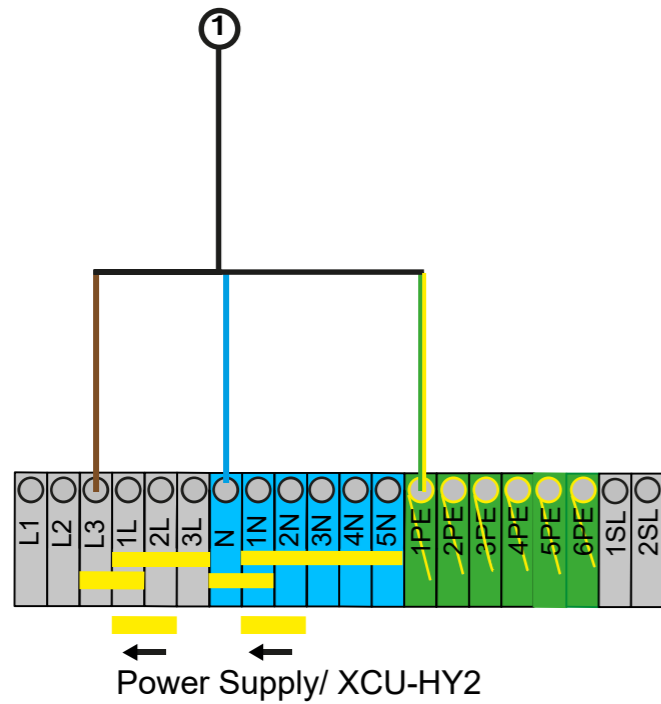 1
L1 L2 L3 1L 2L 3L N 1N 2N 3N 4N 5N 1PE 2PE 3PE 4PE 5PE 6PE 1SL 2SL
Power Supply/ XCU-HY2